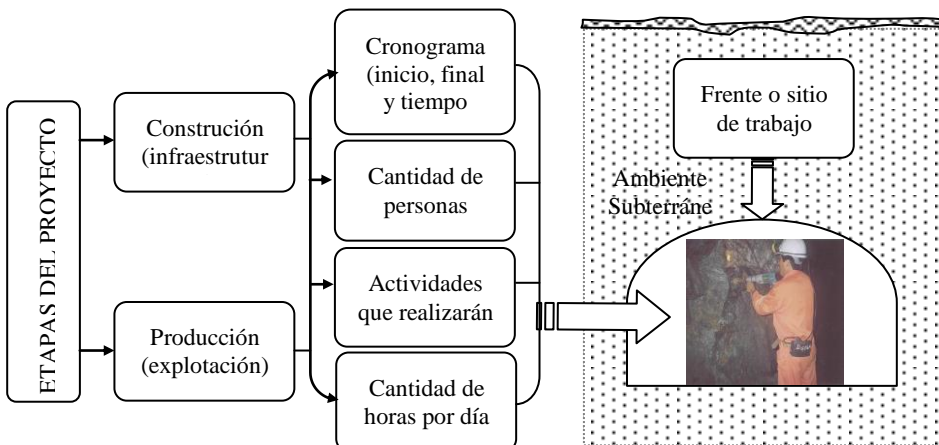 ETAPAS DEL PROYECTO
Construción
(infraestrutur
Producción
(explotación)
Cronograma
(inicio, final
y tiempo
Cantidad de
personas
Actividades
que realizarán
Cantidad de
horas por día
Frente o sitio
de trabajo
Ambiente
Subterráne